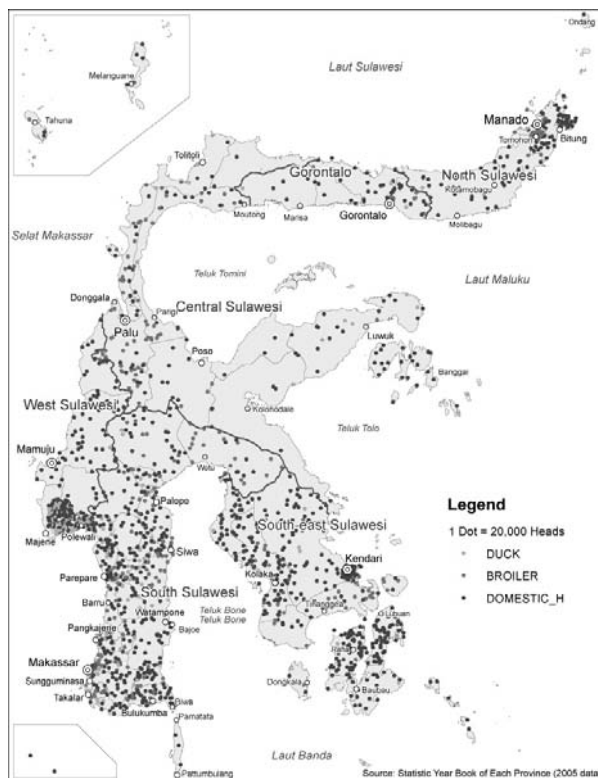 Ondang
Melanguane
Laut Sulawesi
Tahuna
Manado
Tomohon
Bitung
Tolitoli
Gorontalo
North Sulawesi
Kotamobagu
Moutong
Marisa
Gorontalo
Molibagu
Selat Makassar
Teluk Tomini
Laut Maluku
Donggala
Parigi
Central Sulawesi
Palu
Luwuk
Poso
Banggai
West Sulawesi
Kolonodale
Teluk Tolo
Mamuju
Wotu
Palopo
Legend
1 Dot = 20,000 Heads
DUCK
BROILER
DOMESTIC_H
South-east Sulawesi
Majene
Polewali
Siwa
Kendari
Parepare
Kolaka
South Sulawesi
Barru
Watampone
Teluk Bone
Teluk Bone
Tinanggea
Bajoe
Pangkajene
Raha
Makassar
Sungguminasa
Dongkala
Baubau
Takalar
Bulukumba
Biwa
Pamatata
Laut Banda
Pattumbulang
Source: Statistic Year Book of Each Province (2005 data